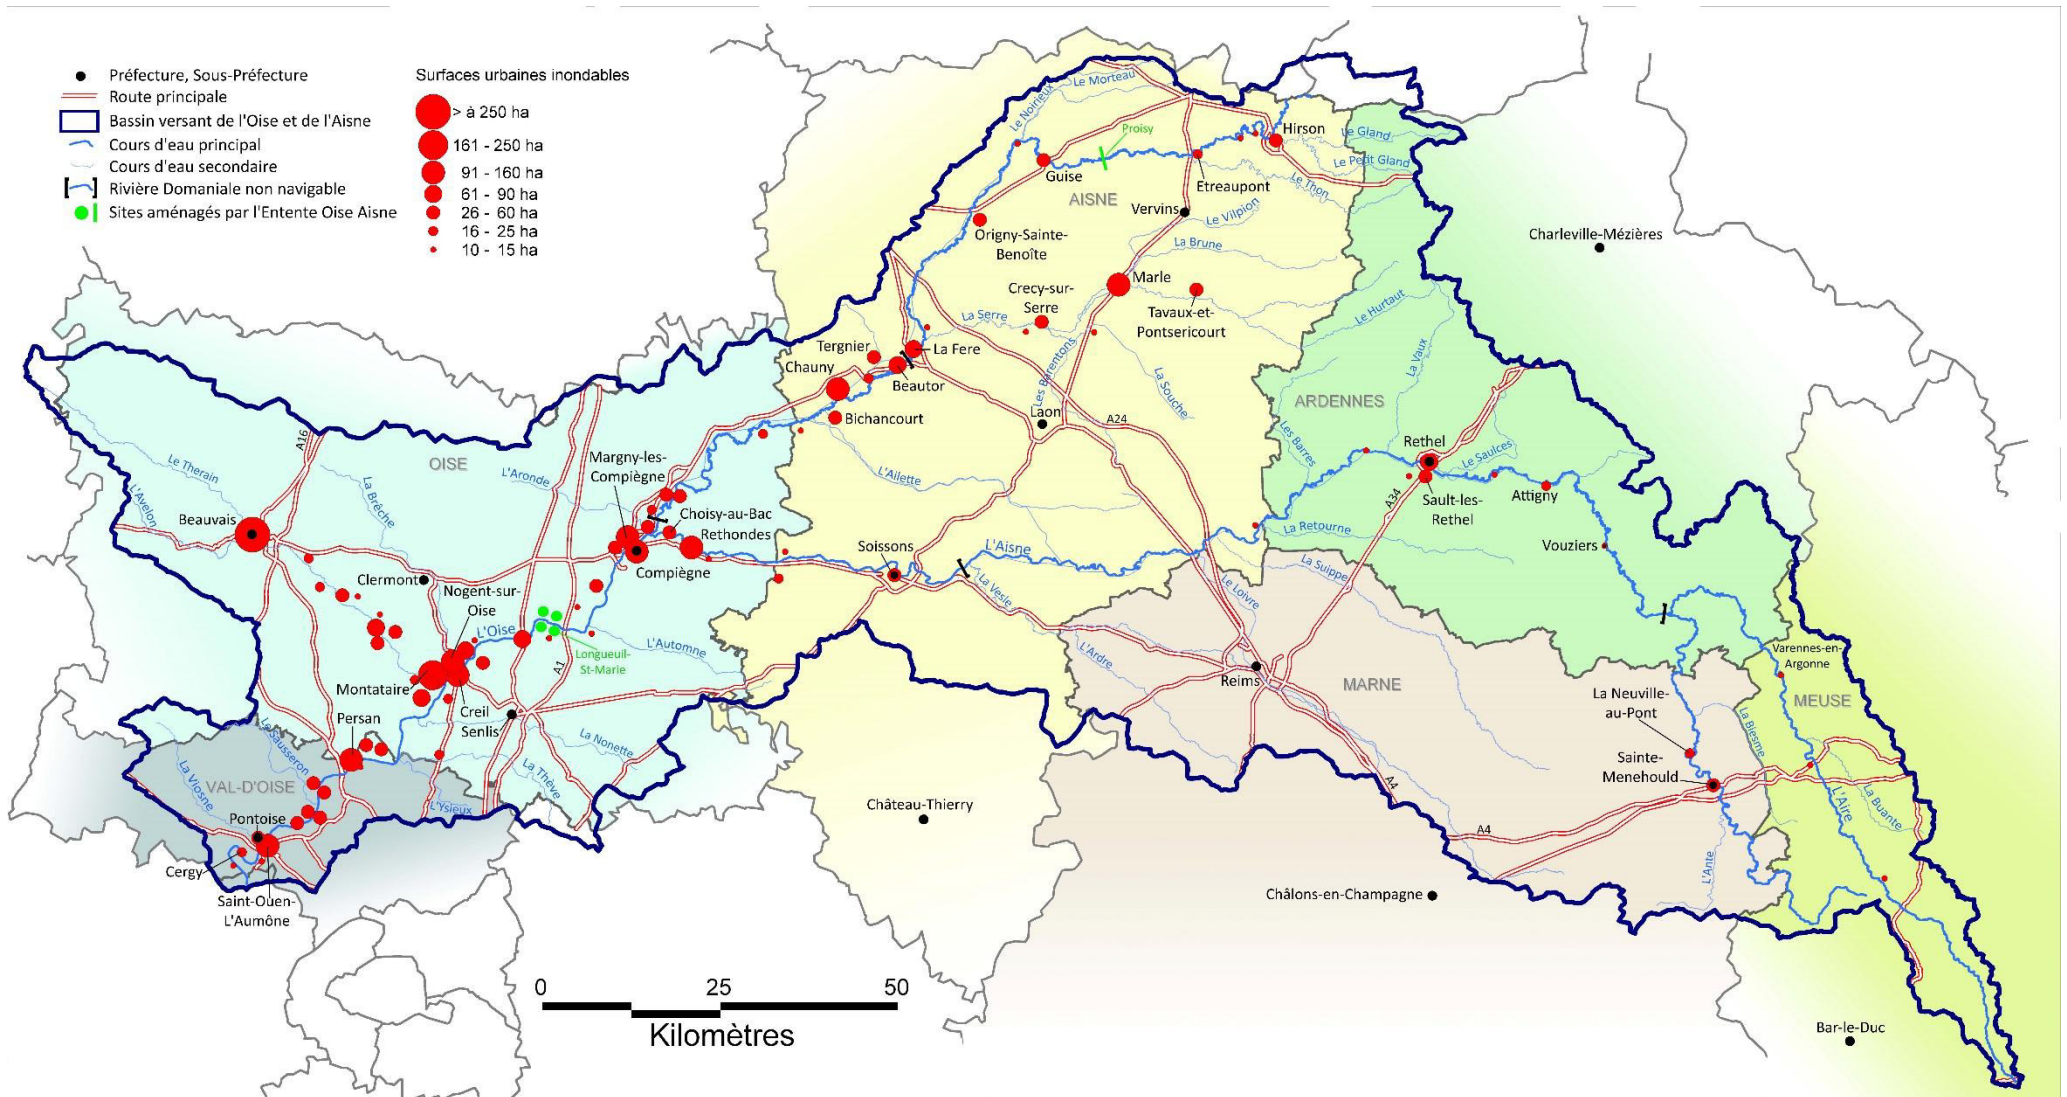 Préfecture, Sous-Préfecture
Route principale
Bassin versant de l'Oise et de l'Aisne
Cours d'eau principal
Cours d'eau secondaire
Rivière Domaniale non navigable
Sites aménagés par l'Entente Oise Aisne
Surfaces urbaines inondables
> à 250 ha
161 - 250 ha
91 - 160 ha
61 - 90 ha
26 - 60 ha
16 - 25 ha
10 - 15 ha
Le Morteau
Le Noirieux
Proisy
Hirson
Le Gland
Le Petit Gland
Le Thon
Guise
AISNE
Etreaupont
Vervins
Le Vilpion
Origny-Sainte-
Benoîte
La Brune
Charleville-Mézières
Marle
Crecy-sur-
Serre
La Serre
Tavaux-et-
Pontsericourt
Le Hurtaut
La Vaux
Tergnier
La Fere
Chauny
Beautor
Les Barentons
La Souche
Bichancourt
Laon
A24
ARDENNES
Les Barres
Rethel
Le Saulces
A16
OISE
Le Therain
L'Avelon
La Brêche
L'Aronde
Margny-les-
Compiègne
L'Ailette
A34
Sault-les-
Rethel
Attigny
Beauvais
Choisy-au-Bac
Rethondes
La Retourne
Vouziers
Soissons
L'Aisne
Compiègne
Clermont
La Vesle
Le Loivre
La Suippe
Nogent-sur-
Oise
L'Oise
Longueuil-
St-Marie
L'Automne
A1
L'Ardre
Reims
MARNE
Varennes-en-
Argonne
MEUSE
La Neuville-
au-Pont
La Biesme
Montataire
Creil
Senlis
Persan
Le Sausseron
La Nonette
La Thève
Sainte-
Menehould
VAL-D'OISE
La Viosne
L'Ysieux
Pontoise
Château-Thierry
A4
A4
L'Aire
La Buante
Cergy
Saint-Ouen-
L'Aumône
L'Ante
Châlons-en-Champagne
0 25 50
Kilomètres
Bar-le-Duc